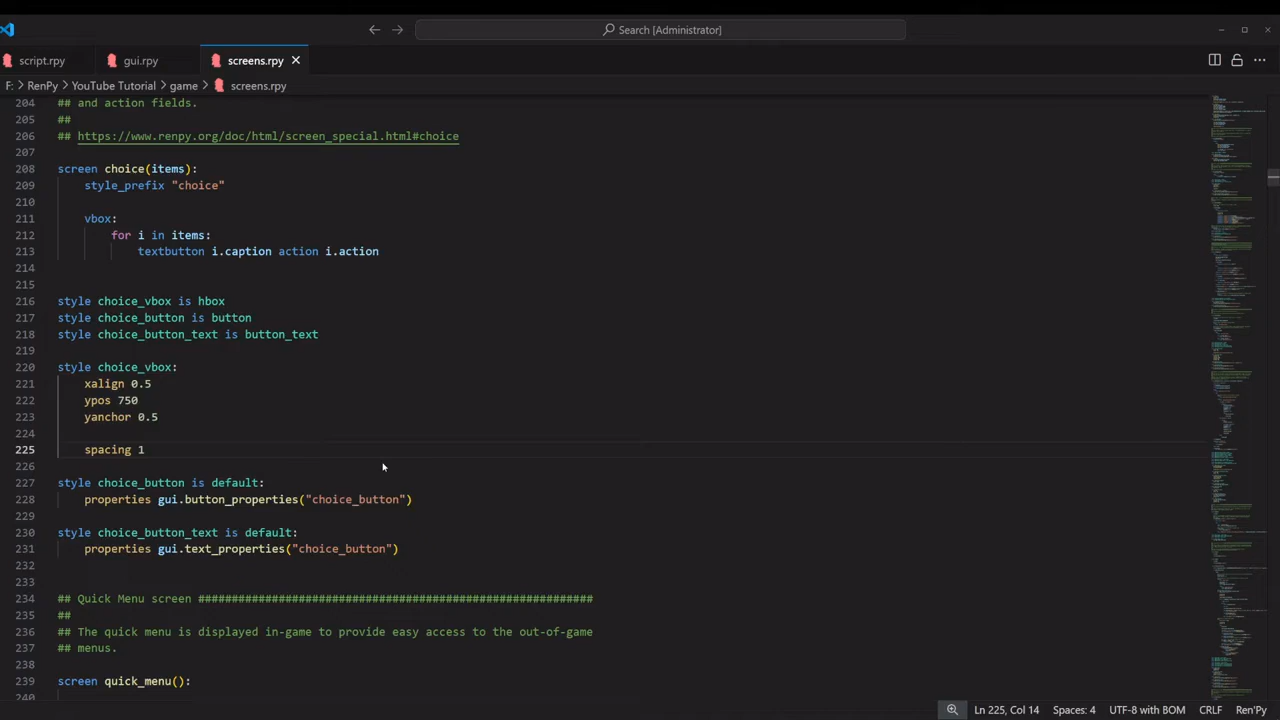 Search [Administrator]
script.rpy
gui.rpy
screens.rpy
F: > RenPy > YouTube Tutorial > game > screens.rpy
204 ## and action fields.
205 ##
206 ## https://www.renpy.org/doc/html/screen_special.html#choice
207
208 screen choice(items):
209     style_prefix "choice"
210
211     vbox:
212         for i in items:
213             textbutton i.caption action i.action
214
215
216 style choice_vbox is hbox
217 style choice_button is button
218 style choice_button_text is button_text
219
220 style choice_vbox:
221     xalign 0.5
222     ypos 750
223     yanchor 0.5
224
225     spacing 1
226
227 style choice_button is default:
228     properties gui.button_properties("choice_button")
229
230 style choice_button_text is default:
231     properties gui.text_properties("choice_button")
232
233
234 ## Quick Menu screen ###########################################################
235 ##
236 ## The quick menu is displayed in-game to provide easy access to the out-of-game
237 ## menus.
238
239 screen quick_menu():
240
Ln 225, Col 14
Spaces: 4
UTF-8 with BOM
CRLF
Ren'Py